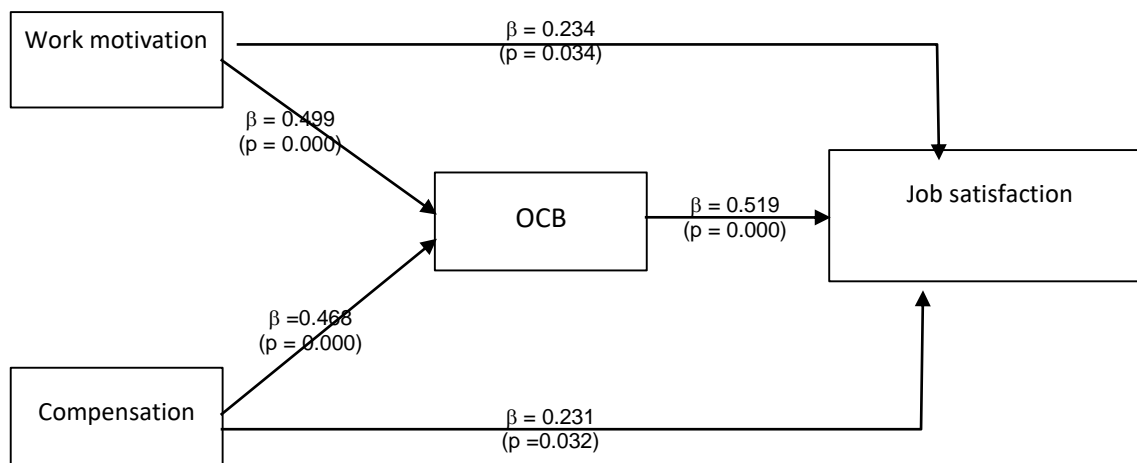 Work motivation
β = 0.234
(p = 0.034)
β = 0.499
(p = 0.000)
OCB
β = 0.519
(p = 0.000)
Job satisfaction
β =0.468
(p = 0.000)
Compensation
β = 0.231
(p =0.032)